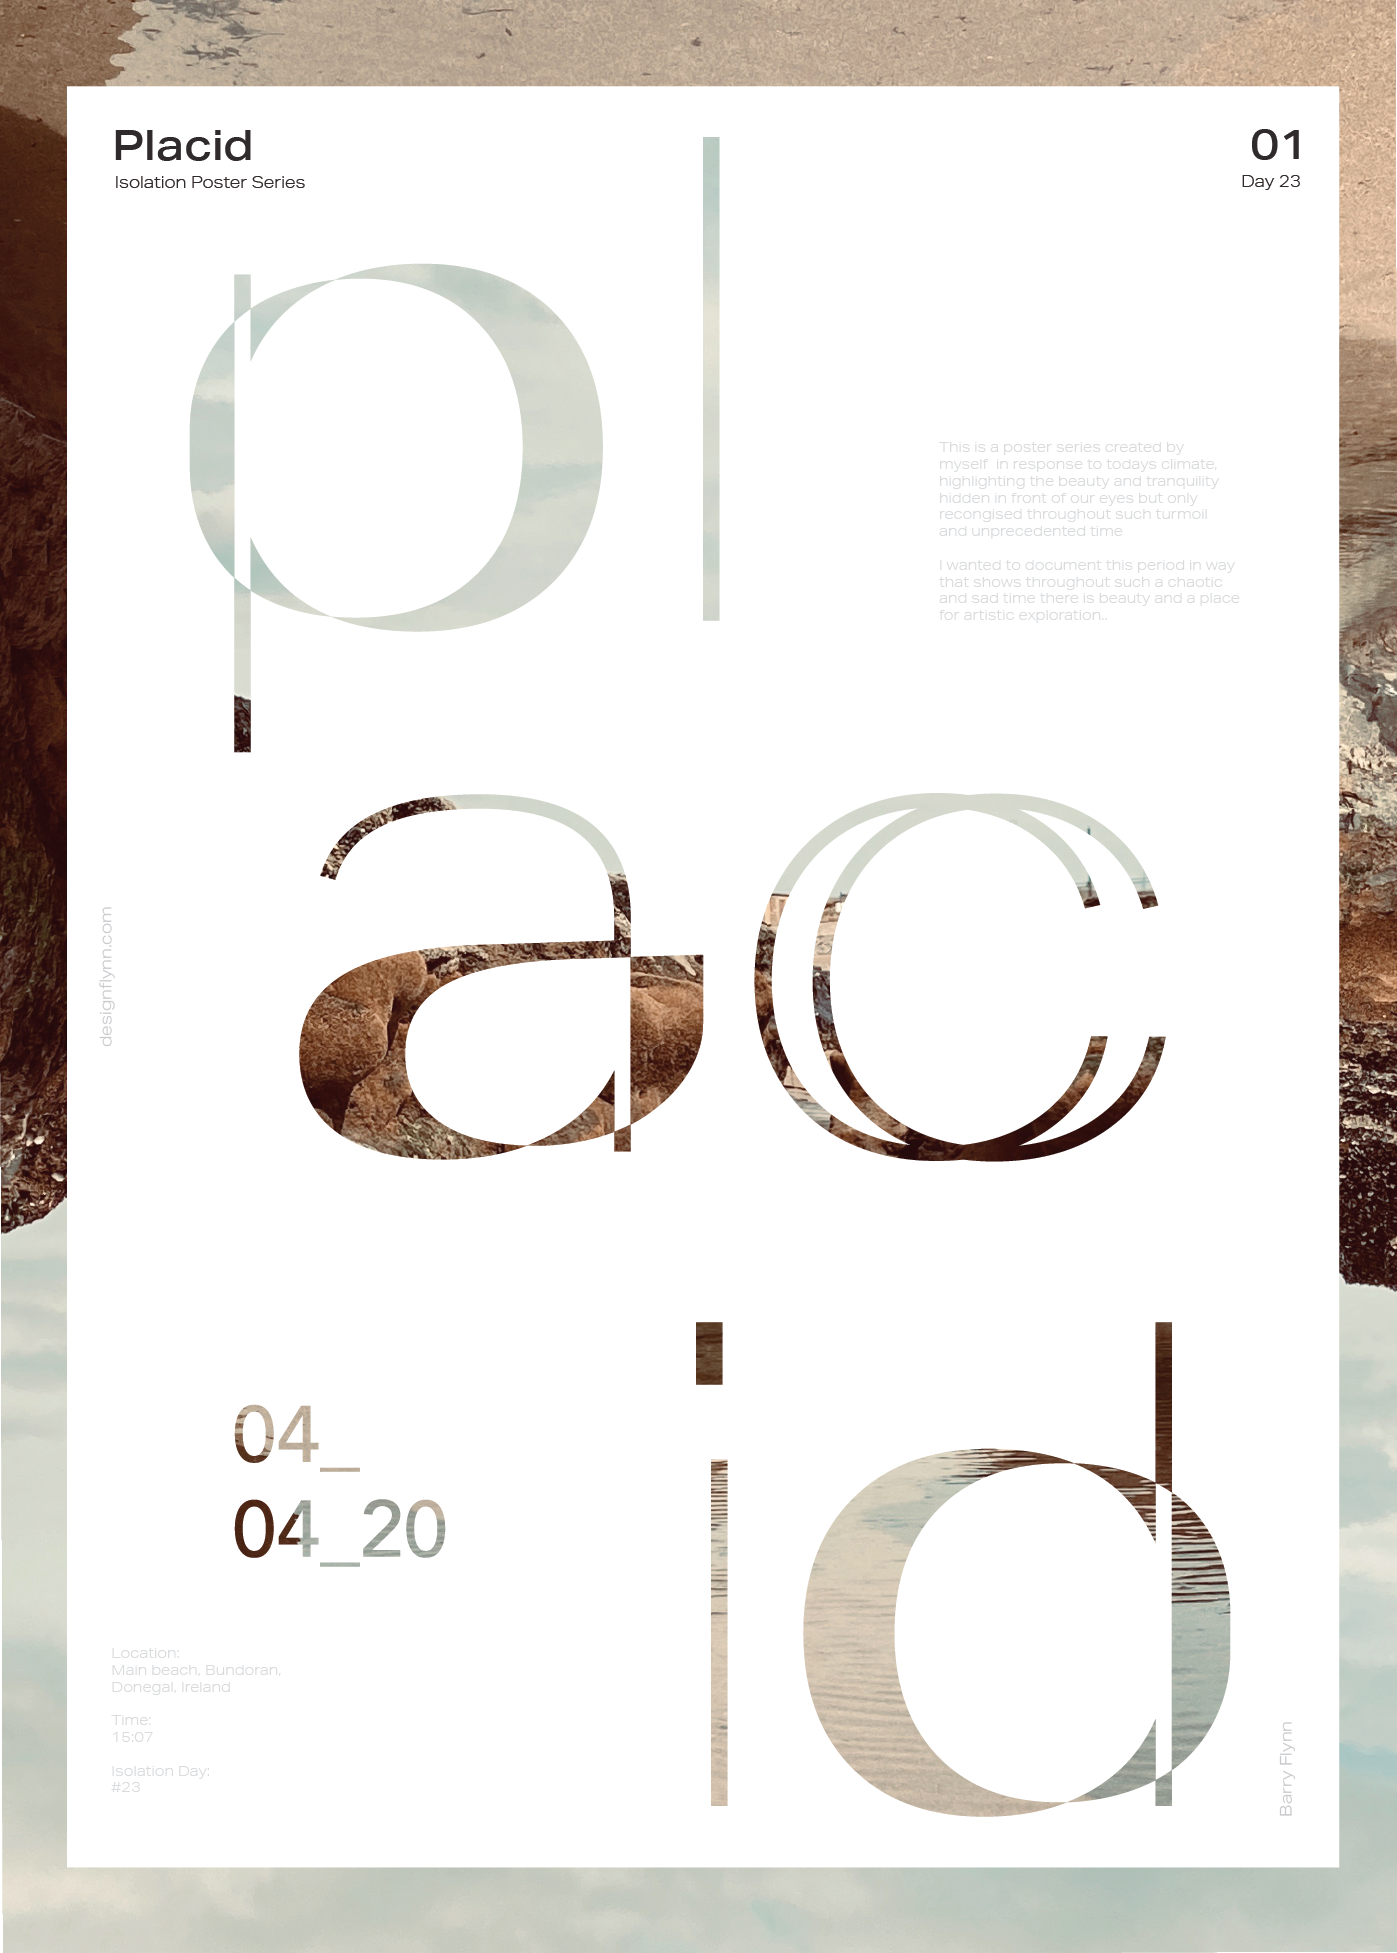 Placid
Isolation Poster Series
01
Day 23
pl
This is a poster series created by
myself in response to todays climate,
highlighting the beauty and tranquility
hidden in front of our eyes but only
recongised throughout such turmoil
and unprecedented time
I wanted to document this period in way
that shows throughout such a chaotic
and sad time there is beauty and a place
for artistic exploration..
ac
designflynn.com
id
04_
04_20
Location:
Main beach, Bundoran,
Donegal, Ireland
Time:
15:07
Isolation Day:
#23
Barry Flynn